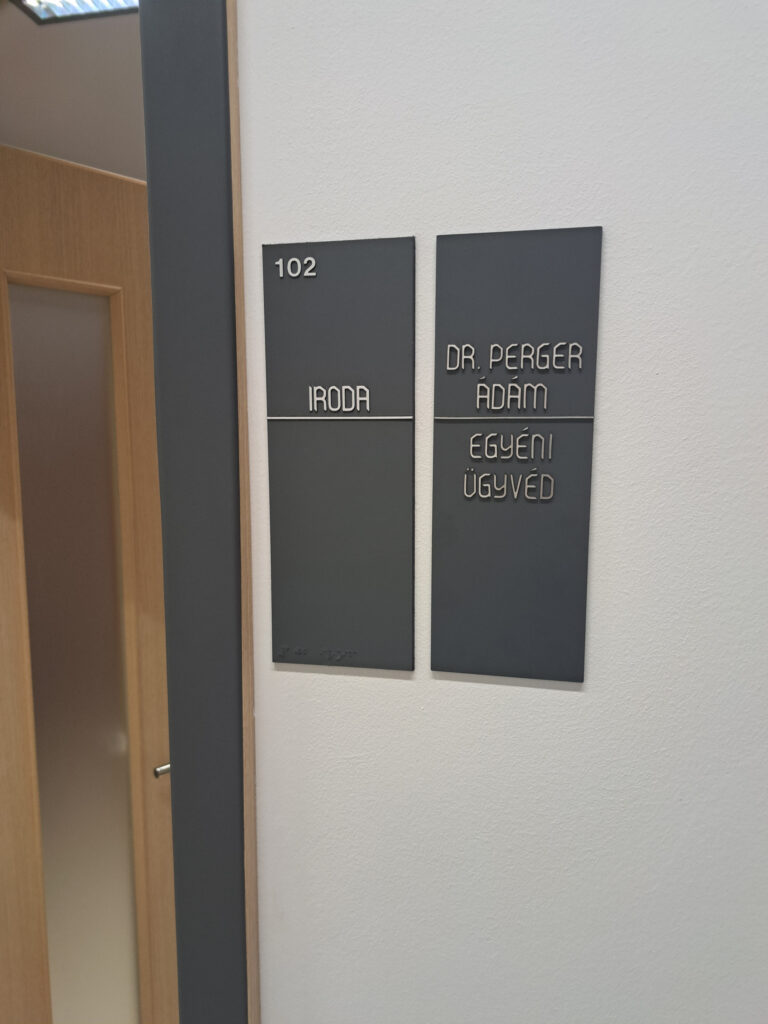 102
IRODA
DR. PERGER
ÁDÁM
EGYÉNI
ÜGYVÉD